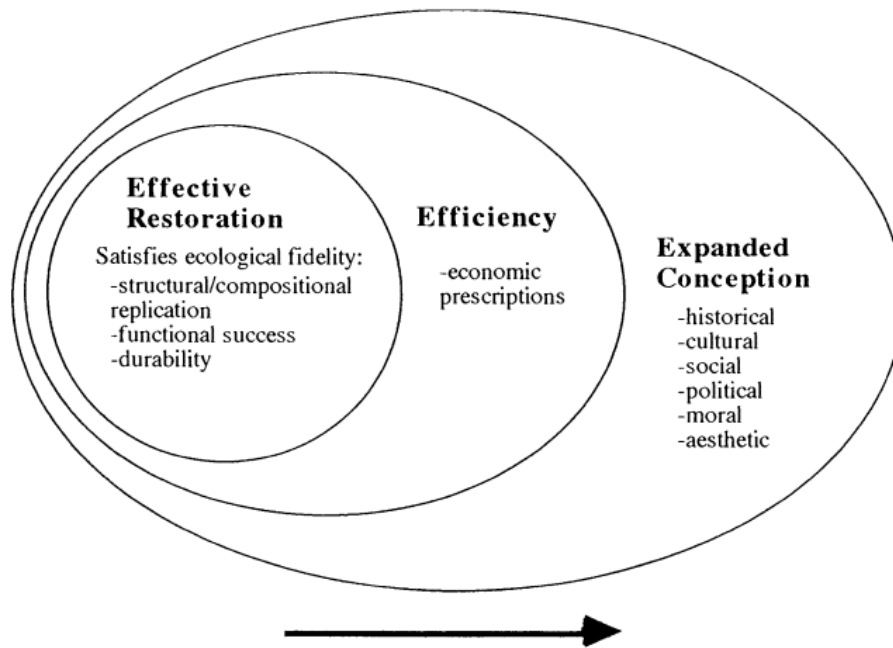 Effective
Restoration
Satisfies ecological fidelity:
-structural/compositional
replication
-functional success
-durability
Efficiency
-economic
prescriptions
Expanded
Conception
-historical
-cultural
-social
-political
-moral
-aesthetic